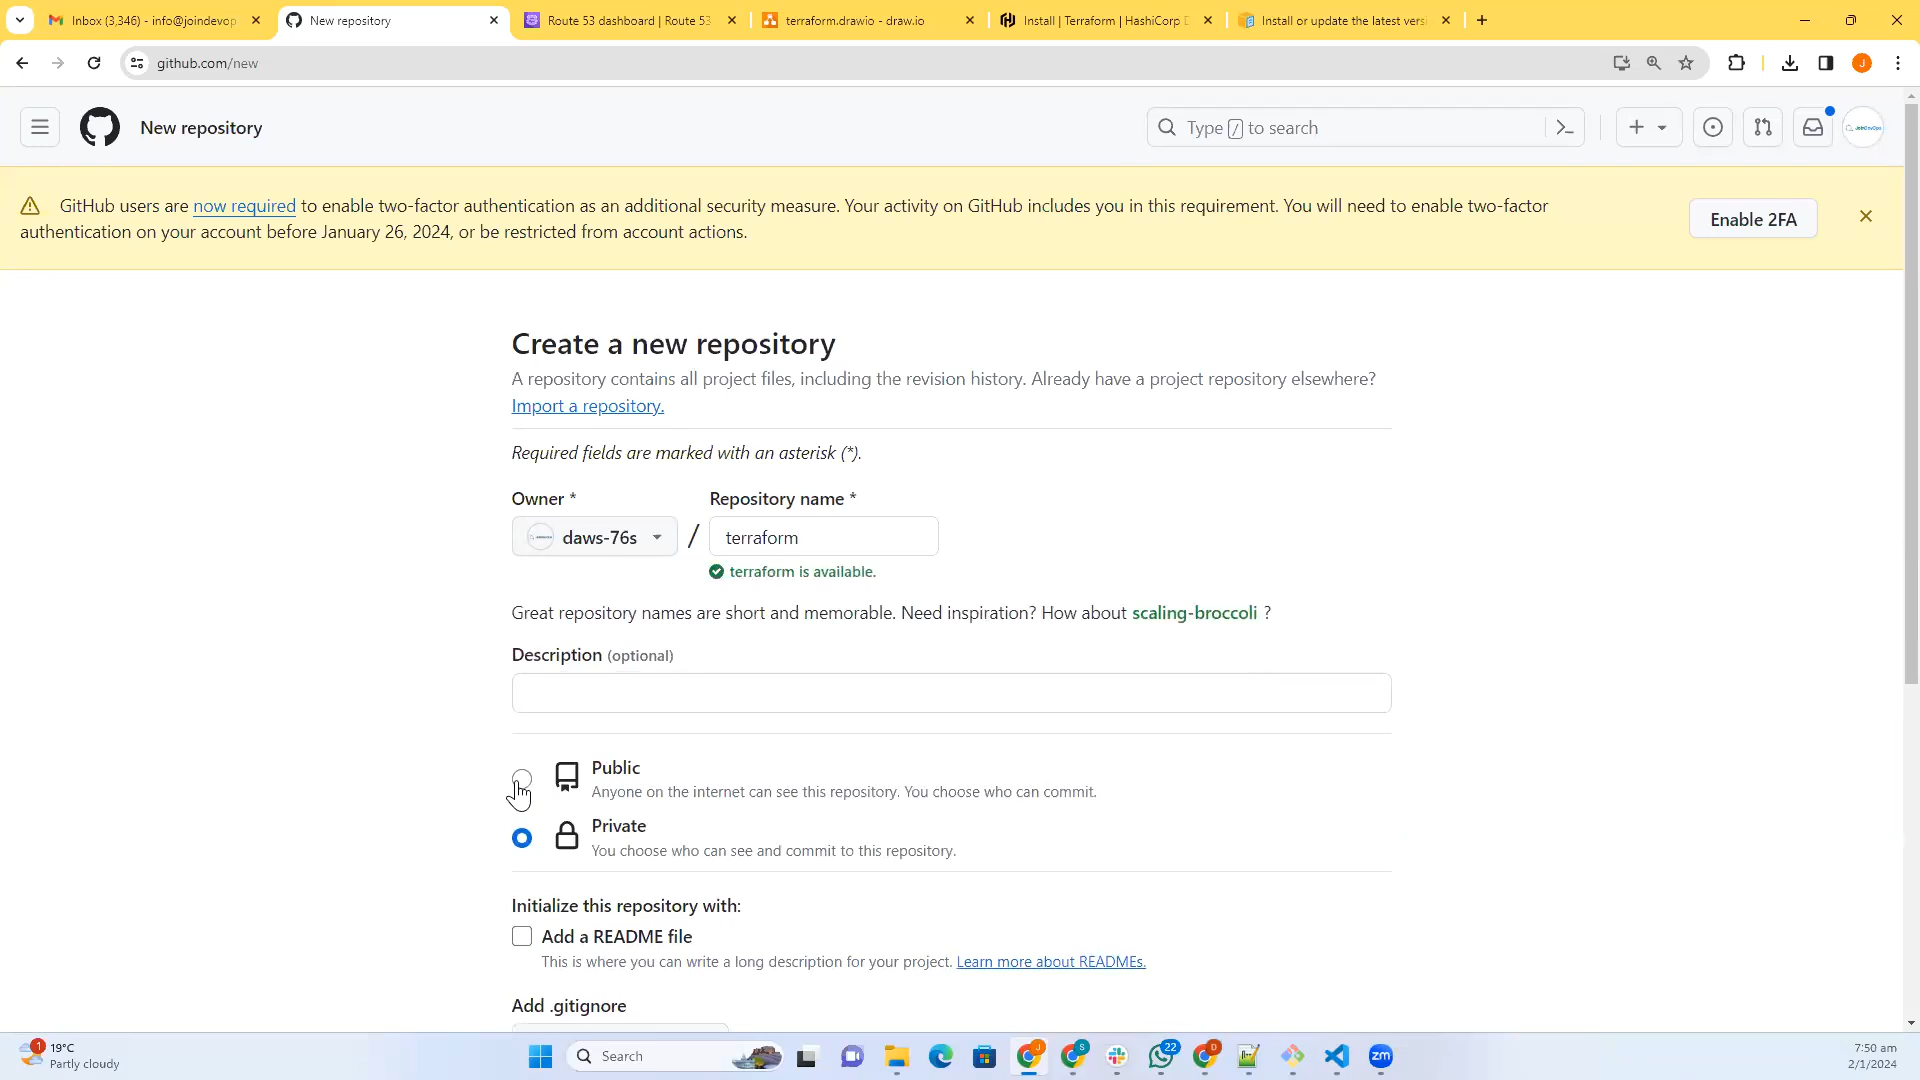 Inbox (3,346) - info@joindevop
New repository
Route 53 dashboard | Route 53
terraform.drawio - draw.io
Install | Terraform | HashiCorp D
Install or update the latest versi
J
github.com/new
New repository
Type / to search
GitHub users are now required to enable two-factor authentication as an additional security measure. Your activity on GitHub includes you in this requirement. You will need to enable two-factor
authentication on your account before January 26, 2024, or be restricted from account actions.
Enable 2FA
Create a new repository
A repository contains all project files, including the revision history. Already have a project repository elsewhere?
Import a repository.
Required fields are marked with an asterisk (*).
Owner *
Repository name *
daws-76s
/
terraform
terraform is available.
Great repository names are short and memorable. Need inspiration? How about scaling-broccoli ?
Description (optional)
Public
Anyone on the internet can see this repository. You choose who can commit.
Private
You choose who can see and commit to this repository.
Initialize this repository with:
Add a README file
This is where you can write a long description for your project. Learn more about READMEs.
Add .gitignore
1
19°C
Partly cloudy
Search
J
S
22
D
zm
7:50 am
2/1/2024